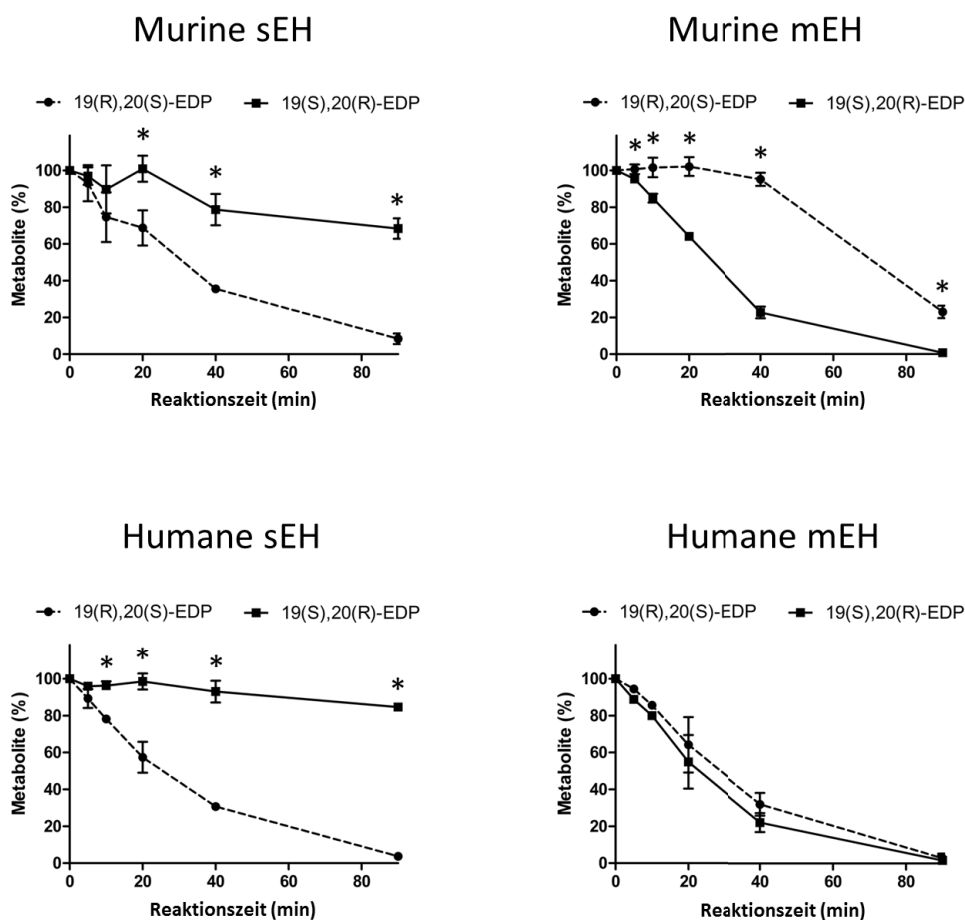 Murine sEH
19(R),20(S)-EDP 19(S),20(R)-EDP
* * *
Metabolite (%)
100
80
60
40
20
0
0 20 40 60 80
Reaktionszeit (min)
Murine mEH
19(R),20(S)-EDP 19(S),20(R)-EDP
* * * * *
Metabolite (%)
100
80
60
40
20
0
0 20 40 60 80
Reaktionszeit (min)
Humane sEH
19(R),20(S)-EDP 19(S),20(R)-EDP
* * * *
Metabolite (%)
100
80
60
40
20
0
0 20 40 60 80
Reaktionszeit (min)
Humane mEH
19(R),20(S)-EDP 19(S),20(R)-EDP
Metabolite (%)
100
80
60
40
20
0
0 20 40 60 80
Reaktionszeit (min)